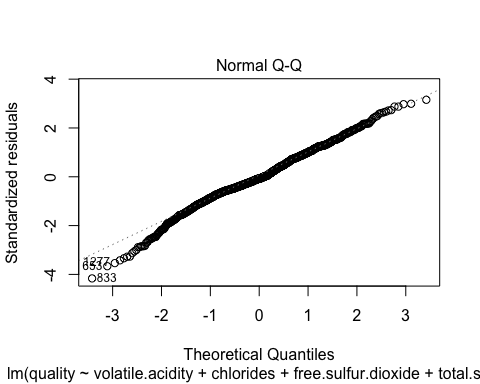 Normal Q-Q
Standardized residuals
4
2
0
-2
-4
1277
653
833
-3 -2 -1 0 1 2 3
Theoretical Quantiles
lm(quality ~ volatile.acidity + chlorides + free.sulfur.dioxide + total.s